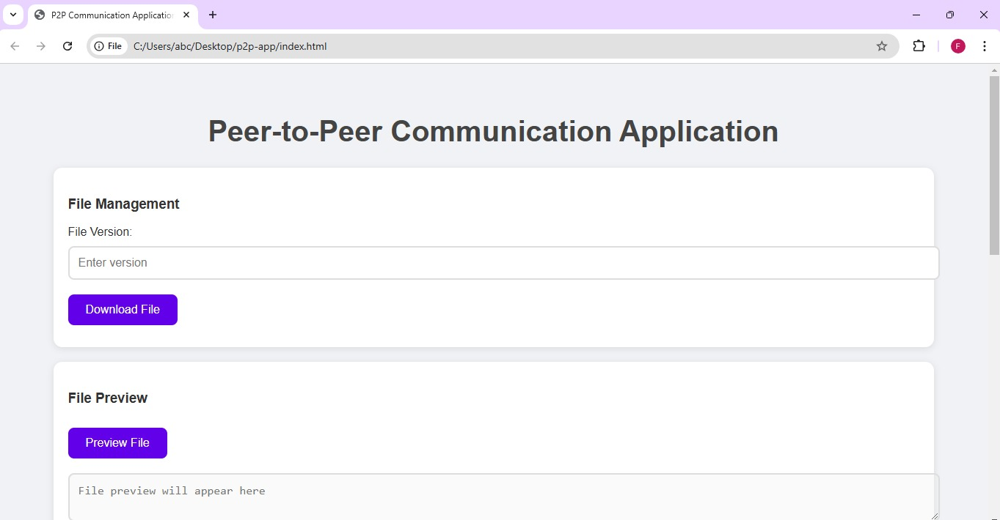 P2P Communication Application
File
C:/Users/abc/Desktop/p2p-app/index.html
F
Peer-to-Peer Communication Application
File Management
File Version:
Enter version
Download File
File Preview
Preview File
File preview will appear here